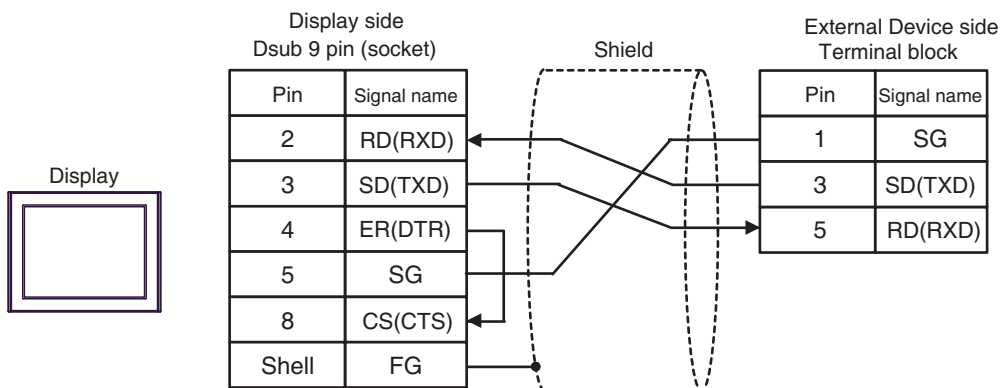 Display side
Dsub 9 pin (socket)
Shield
External Device side
Terminal block
Pin Signal name
2 RD(RXD)
3 SD(TXD)
4 ER(DTR)
5 SG
8 CS(CTS)
Shell FG
Display
Pin Signal name
1 SG
3 SD(TXD)
5 RD(RXD)